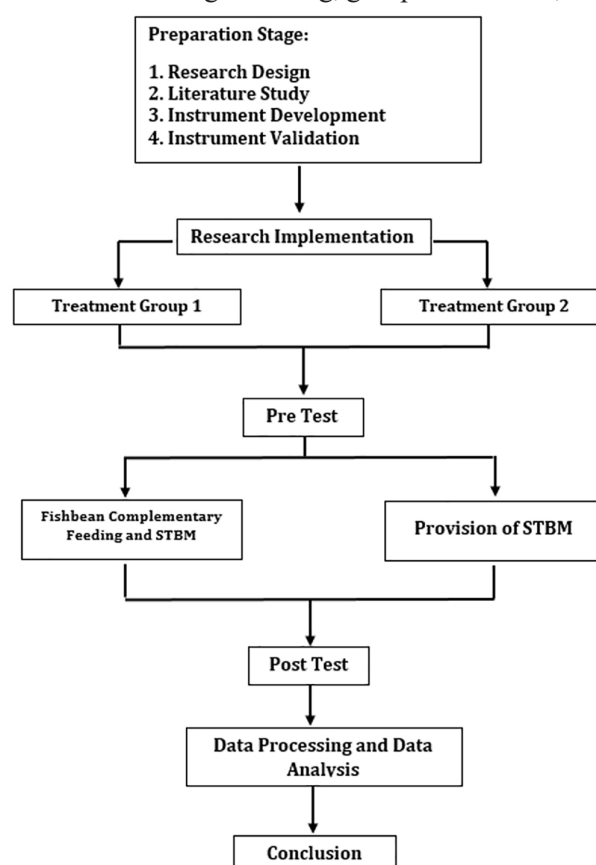 Preparation Stage:
1. Research Design
2. Literature Study
3. Instrument Development
4. Instrument Validation
Research Implementation
Treatment Group 1
Treatment Group 2
Pre Test
Fishbean Complementary
Feeding and STBM
Provision of STBM
Post Test
Data Processing and Data
Analysis
Conclusion